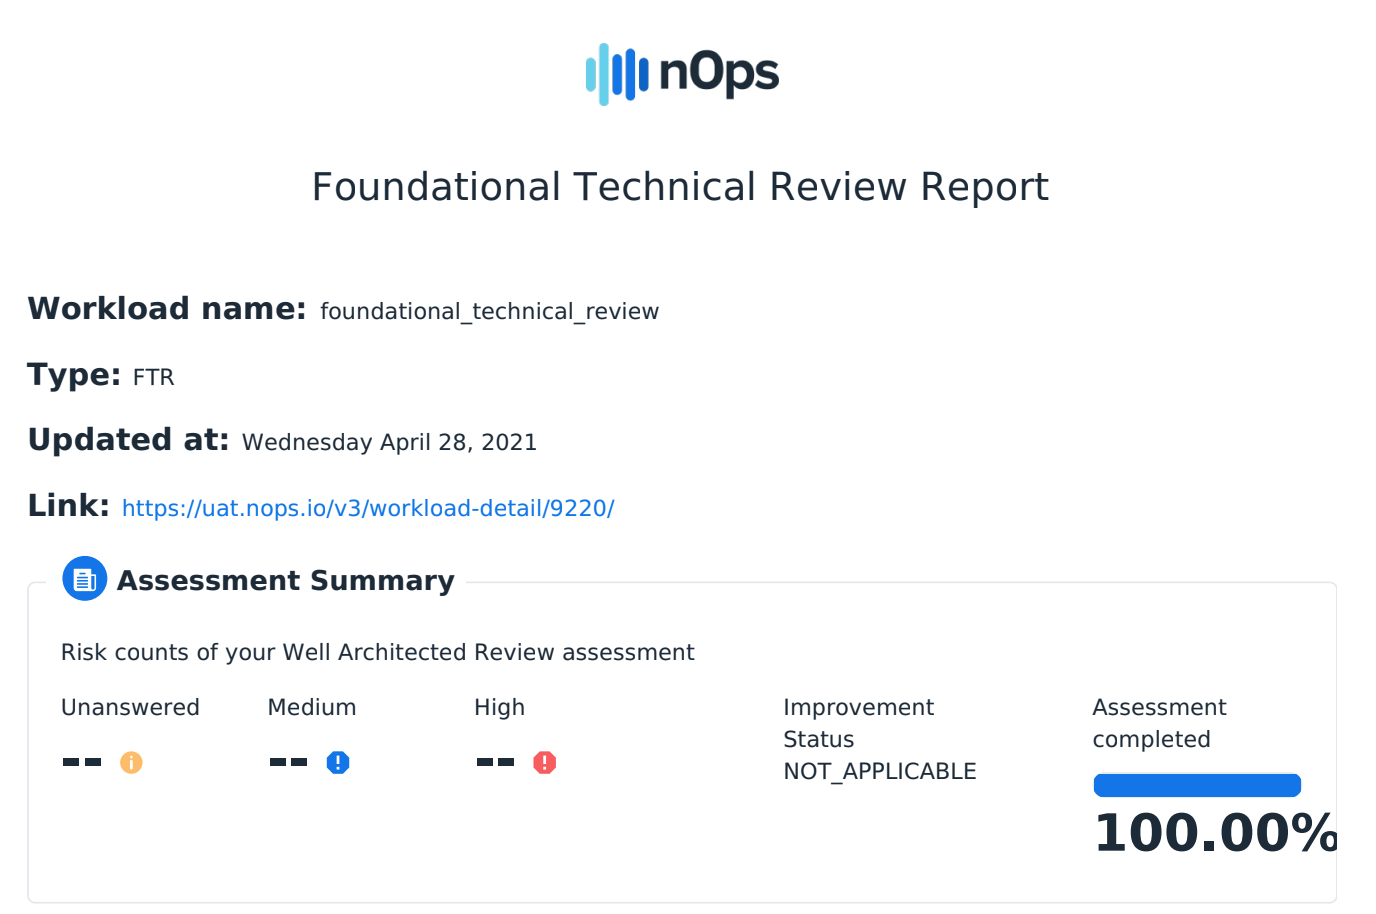 nOps
Foundational Technical Review Report
Workload name: foundational_technical_review
Type: FTR
Updated at: Wednesday April 28, 2021
Link: https://uat.nops.io/v3/workload-detail/9220/
Assessment Summary
Risk counts of your Well Architected Review assessment
Unanswered
--
Medium
--
High
--
Improvement
Status
NOT_APPLICABLE
Assessment
completed
100.00%